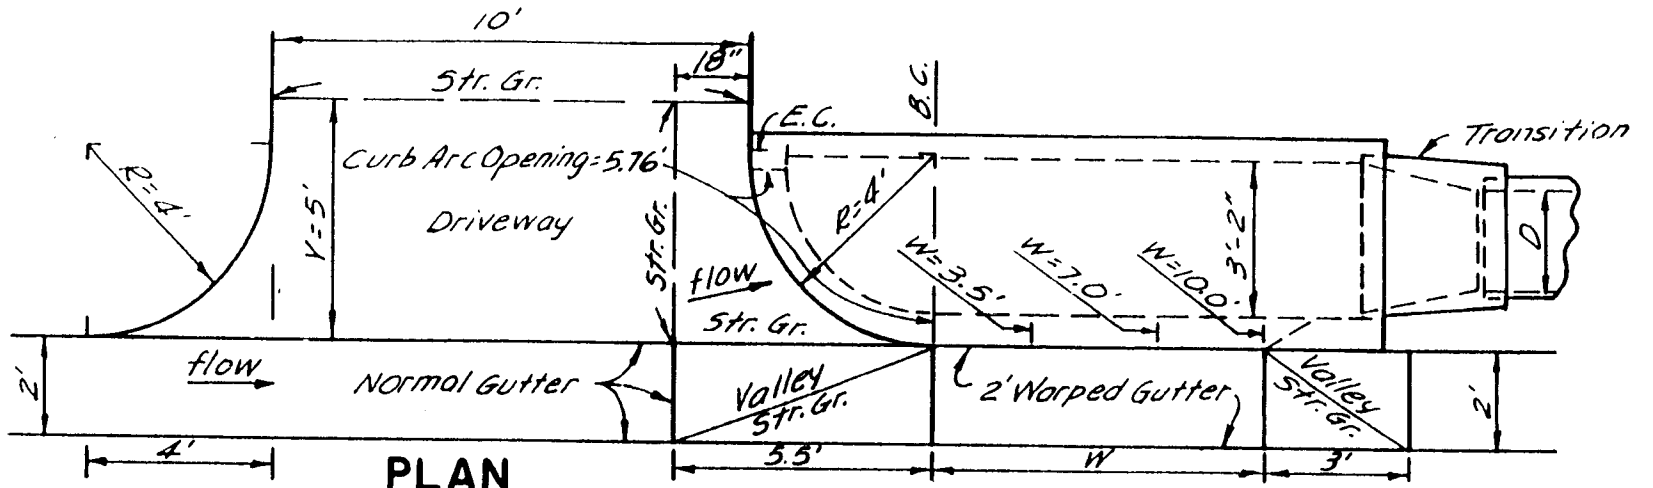 10'
18"
Str. Gr.
B.C.
E.C.
Transition
Curb Arc Opening=5.76'
R=4'
R=4'
Y=5'
Driveway
Str. Gr.
3'-2"
D
W=3.5'
W=7.0'
W=10.0'
flow
Str. Gr.
flow
2'
Normal Gutter
Valley
Str. Gr.
2' Warped Gutter
Valley
Str. Gr.
2'
4'
5.5'
W
3'
PLAN